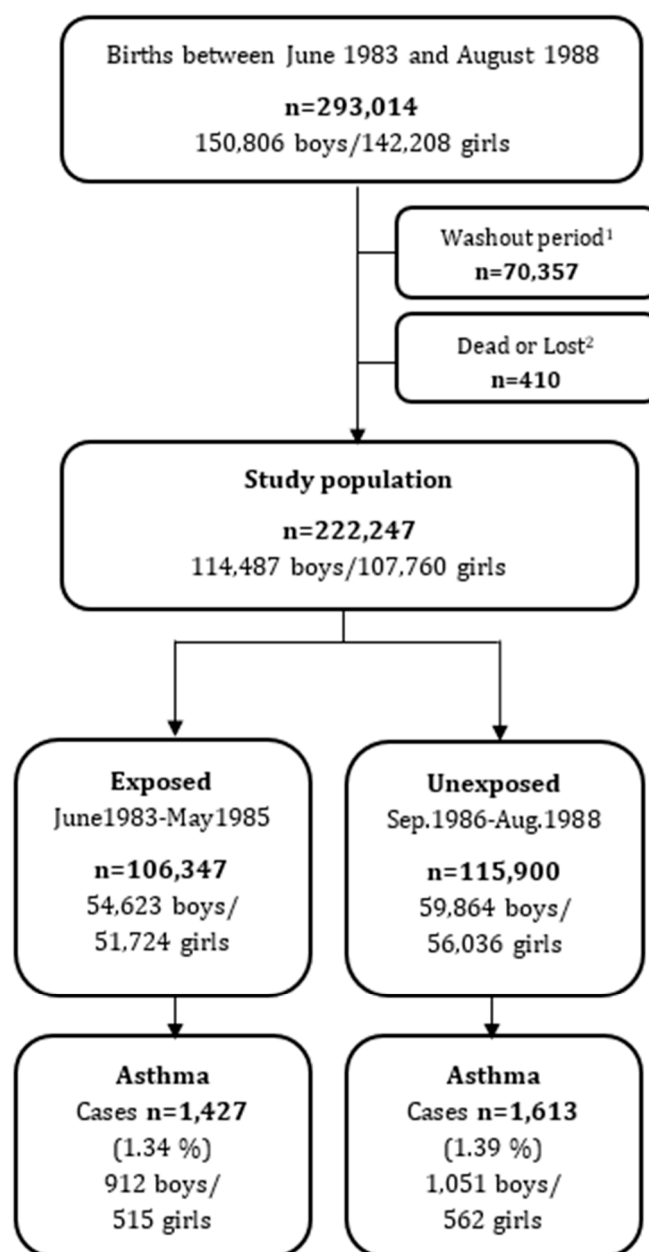 Births between June 1983 and August 1988
n=293,014
150,806 boys/142,208 girls
Washout period¹
n=70,357
Dead or Lost²
n=410
Study population
n=222,247
114,487 boys/107,760 girls
Exposed
June1983-May1985
n=106,347
54,623 boys/
51,724 girls
Unexposed
Sep.1986-Aug.1988
n=115,900
59,864 boys/
56,036 girls
Asthma
Cases n=1,427
(1.34 %)
912 boys/
515 girls
Asthma
Cases n=1,613
(1.39 %)
1,051 boys/
562 girls